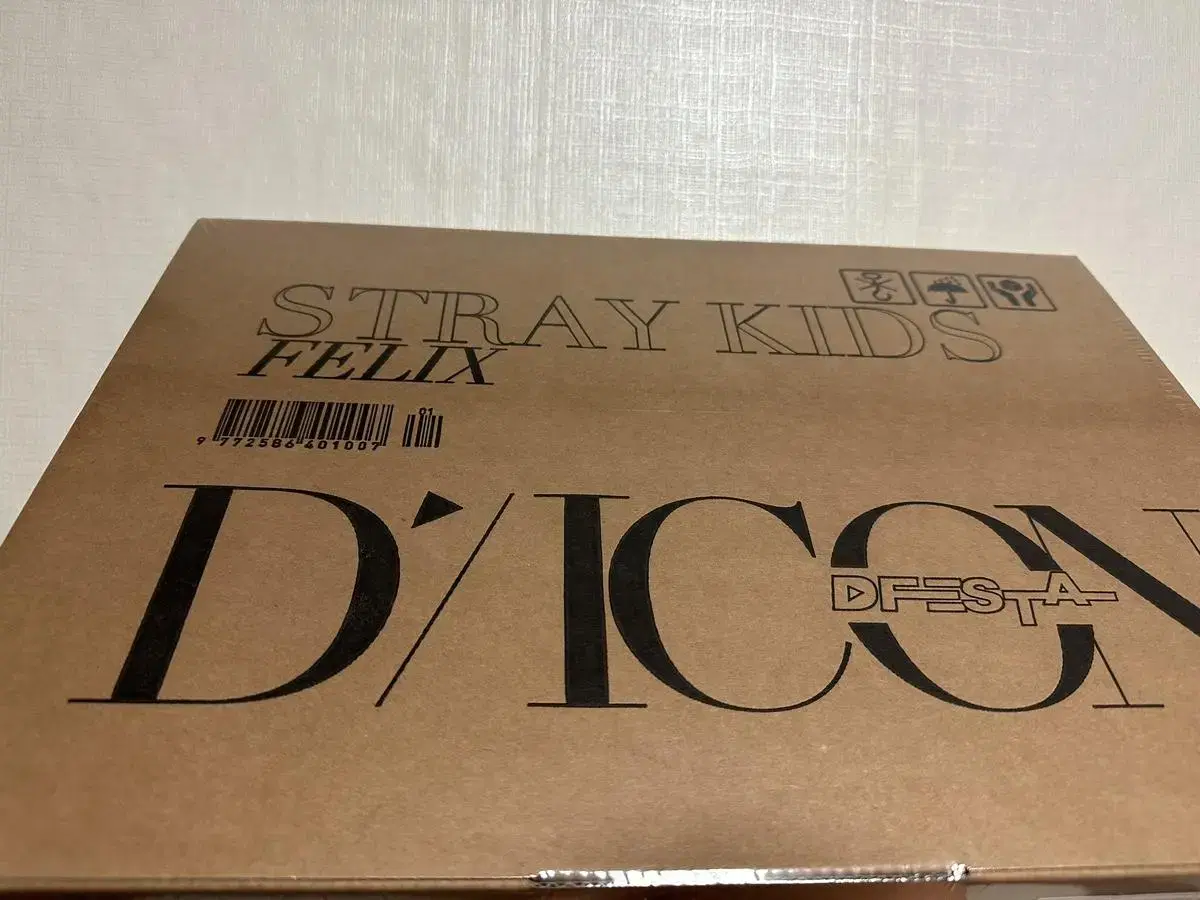 STRAY KIDS
FELIX
01
9 772586 401007
D'/ICON
DFESTA